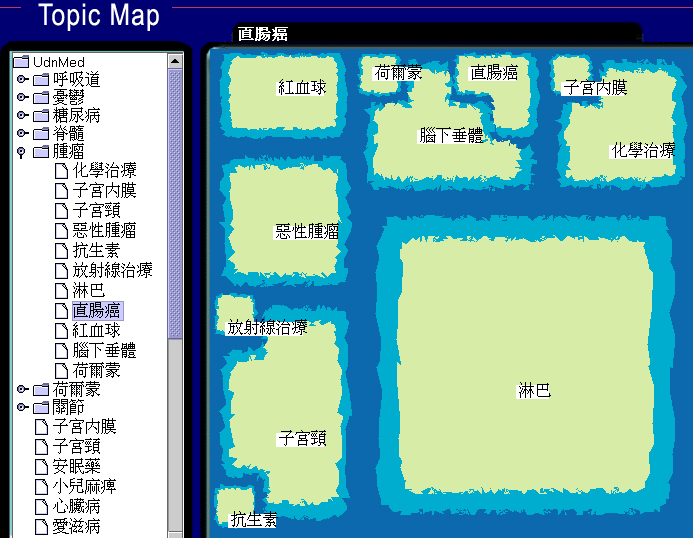 Topic Map
直腸癌
UdnMed
呼吸道
憂鬱
糖尿病
脊髓
腫瘤
化學治療
子宮內膜
子宮頸
惡性腫瘤
抗生素
放射線治療
淋巴
直腸癌
紅血球
腦下垂體
荷爾蒙
荷爾蒙
關節
子宮內膜
子宮頸
安眠藥
小兒麻痺
心臟病
愛滋病
紅血球
荷爾蒙
直腸癌
子宮內膜
腦下垂體
化學治療
惡性腫瘤
放射線治療
淋巴
子宮頸
抗生素